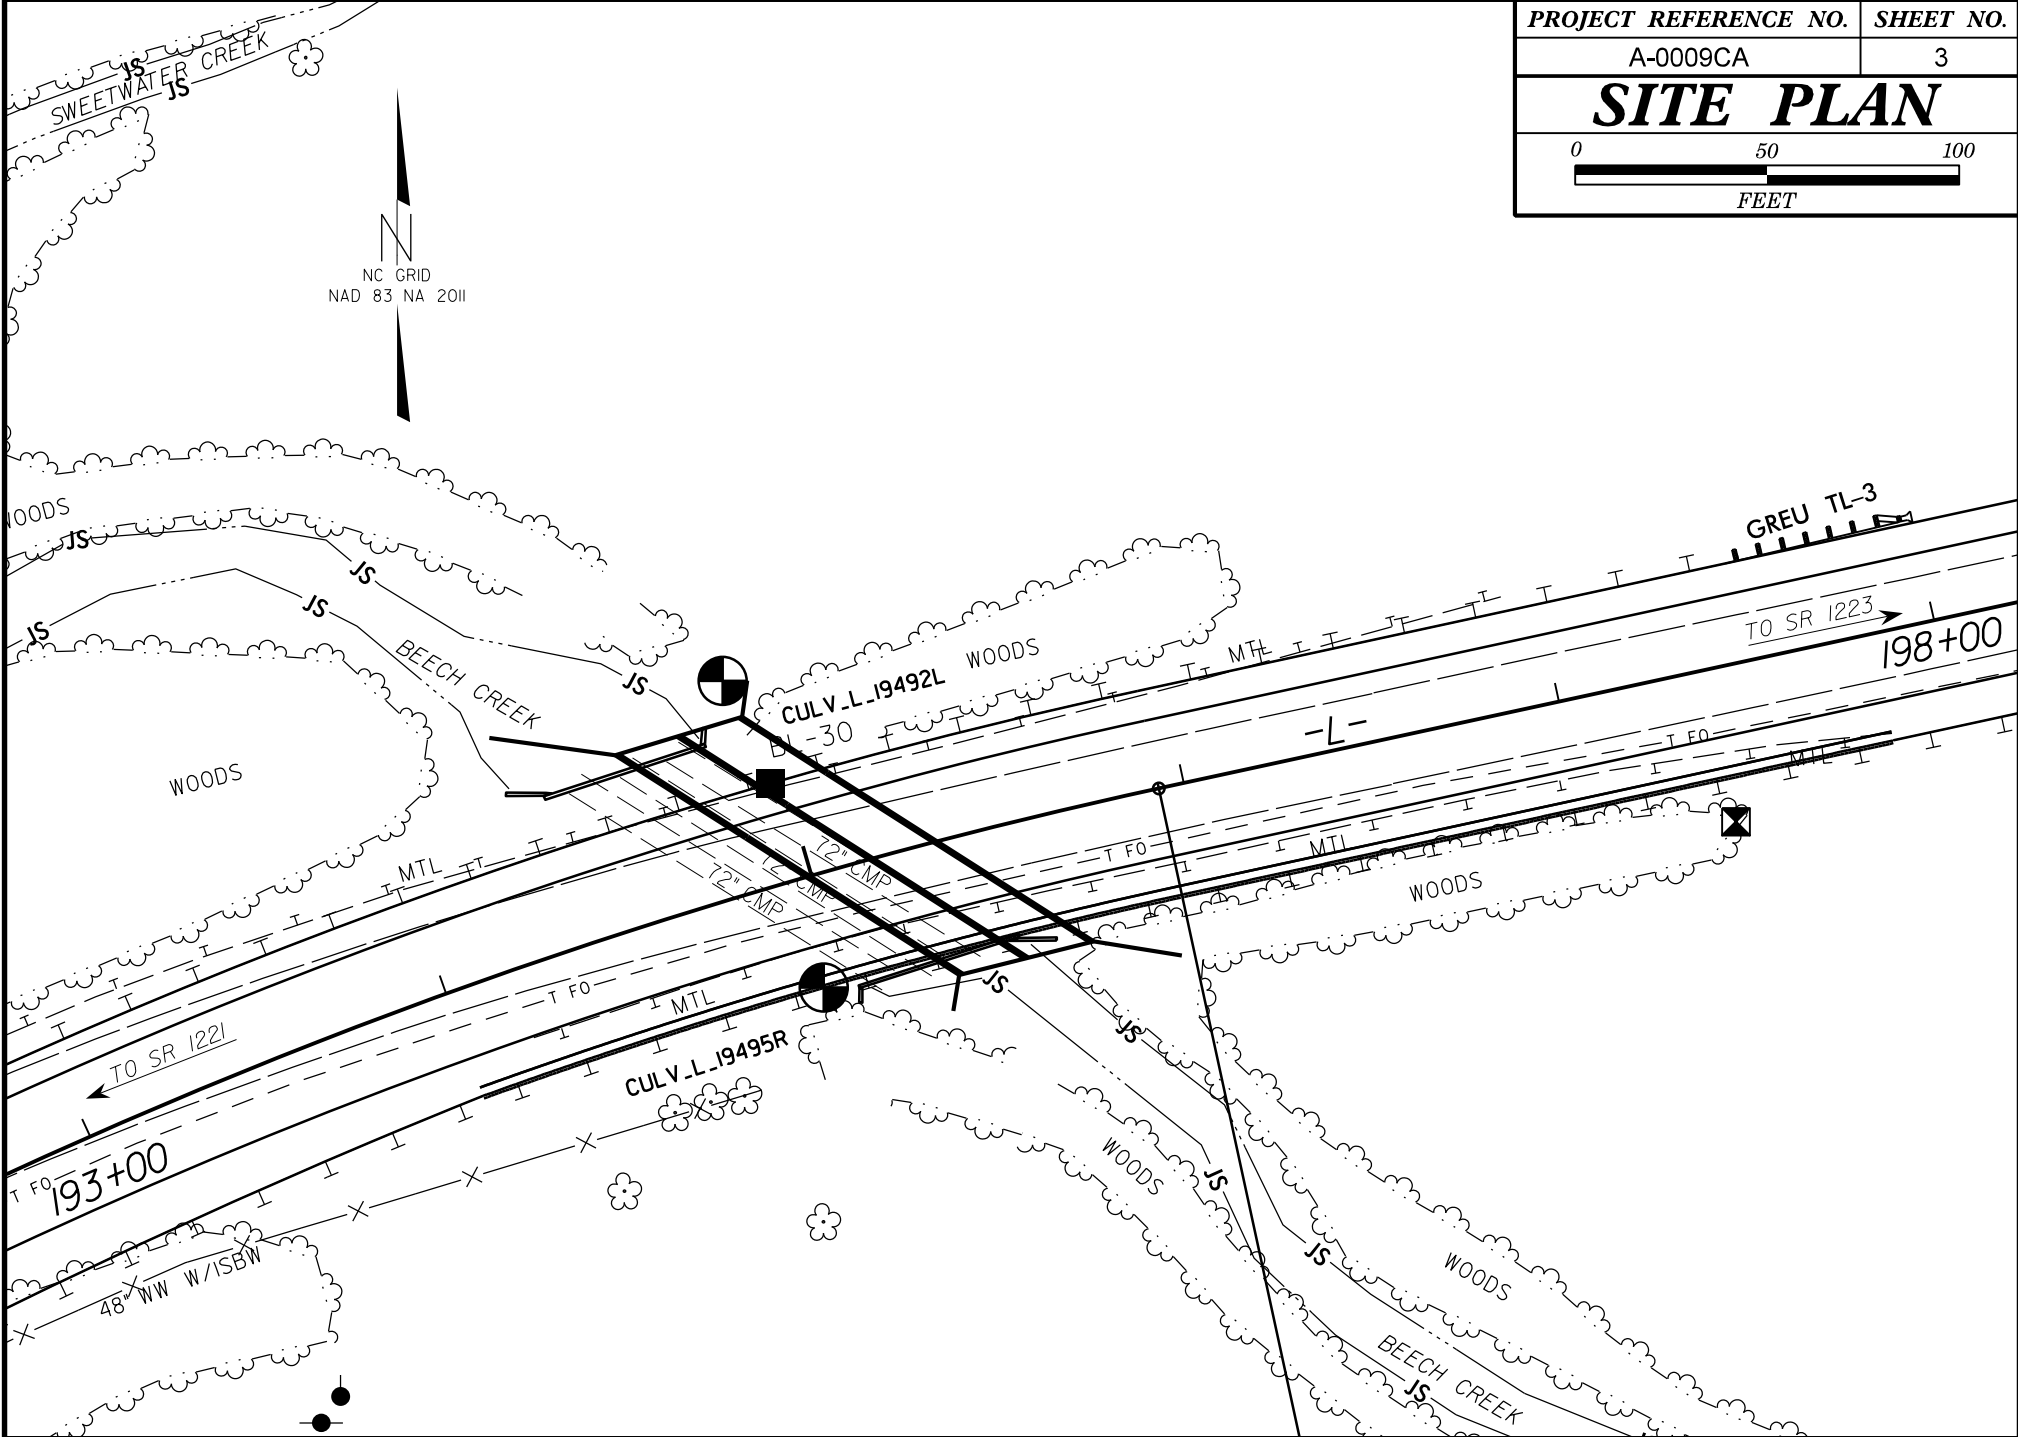 PROJECT REFERENCE NO. SHEET NO.
A-0009CA 3
SITE PLAN
0 50 100
FEET
JS
SWEETWATER CREEK
JS
N
NC GRID
NAD 83 NA 2011
WOODS
JS
JS
JS
JS
BEECH CREEK
JS
WOODS
GREU TL-3
TO SR 1223
198+00
WOODS
MTL
CULV_L_19492L
BL-30
-L-
T FO
MTL
T FO
MTL
WOODS
MTL
72" CMP
72" CMP
72" CMP
T FO
MTL
JS
JS
CULV_L_19495R
TO SR 1221
193+00
T FO
48" WW W/1SBW
WOODS
JS
JS
WOODS
BEECH CREEK
JS